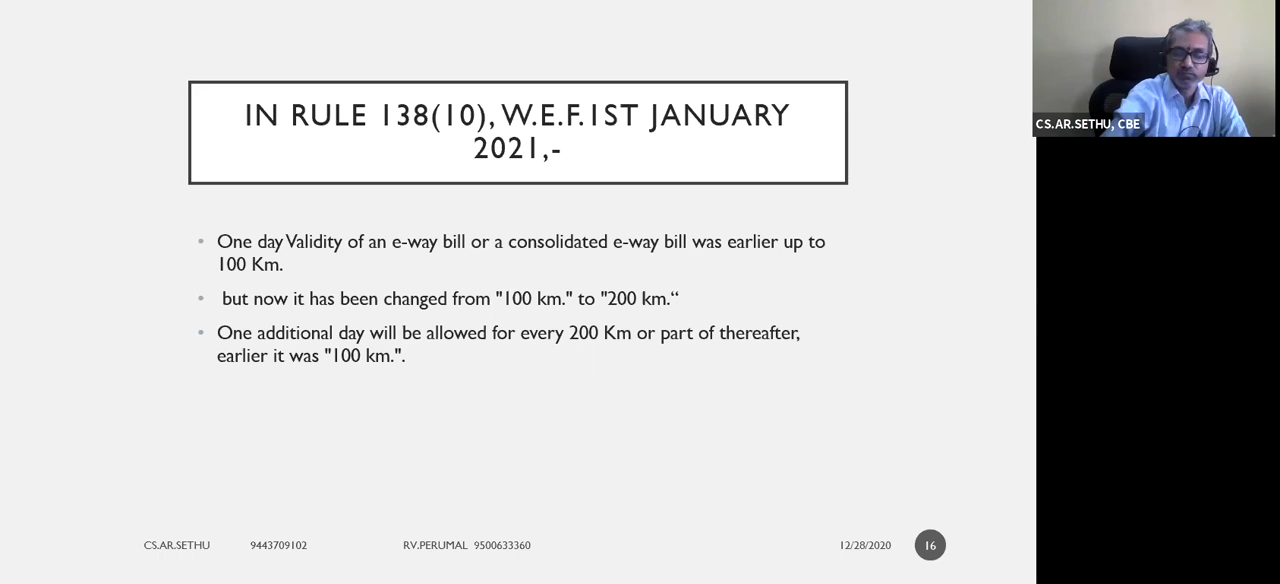 IN RULE 138(10), W.E.F.1ST JANUARY
2021,-
• One day Validity of an e-way bill or a consolidated e-way bill was earlier up to
100 Km.
• but now it has been changed from "100 km." to "200 km.“
• One additional day will be allowed for every 200 Km or part of thereafter,
earlier it was "100 km.".
CS.AR.SETHU 9443709102 RV.PERUMAL 9500633360 12/28/2020 16
CS.AR.SETHU, CBE